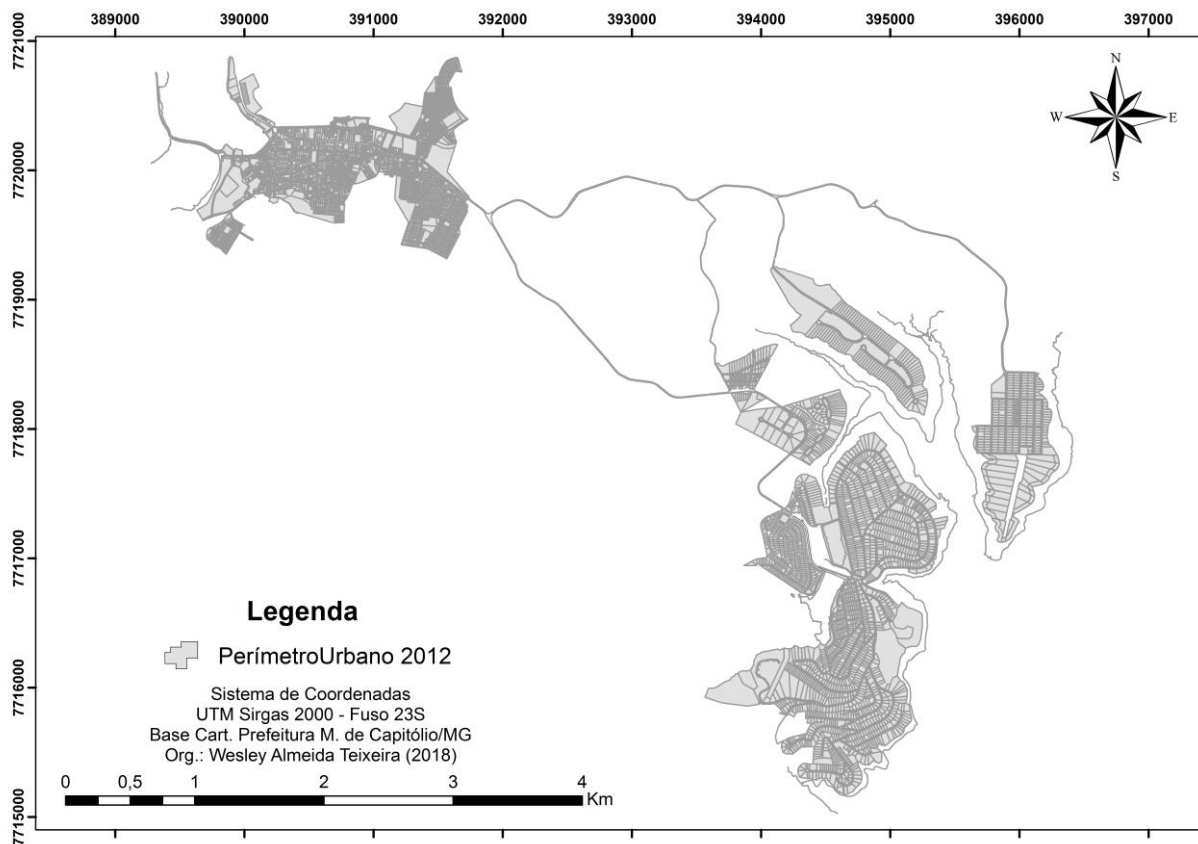 389000 390000 391000 392000 393000 394000 395000 396000 397000
7721000
7720000
7719000
7718000
7717000
7716000
7715000
N
W E
S
Legenda
PerímetroUrbano 2012
Sistema de Coordenadas
UTM Sirgas 2000 - Fuso 23S
Base Cart. Prefeitura M. de Capitólio/MG
Org.: Wesley Almeida Teixeira (2018)
0 0,5 1 2 3 4
Km